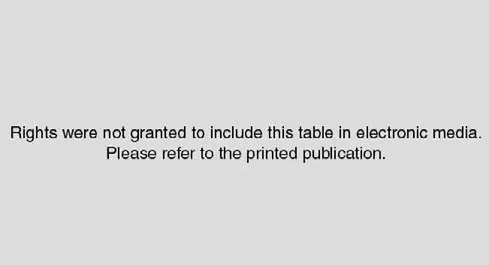 Rights were not granted to include this table in electronic media.
Please refer to the printed publication.